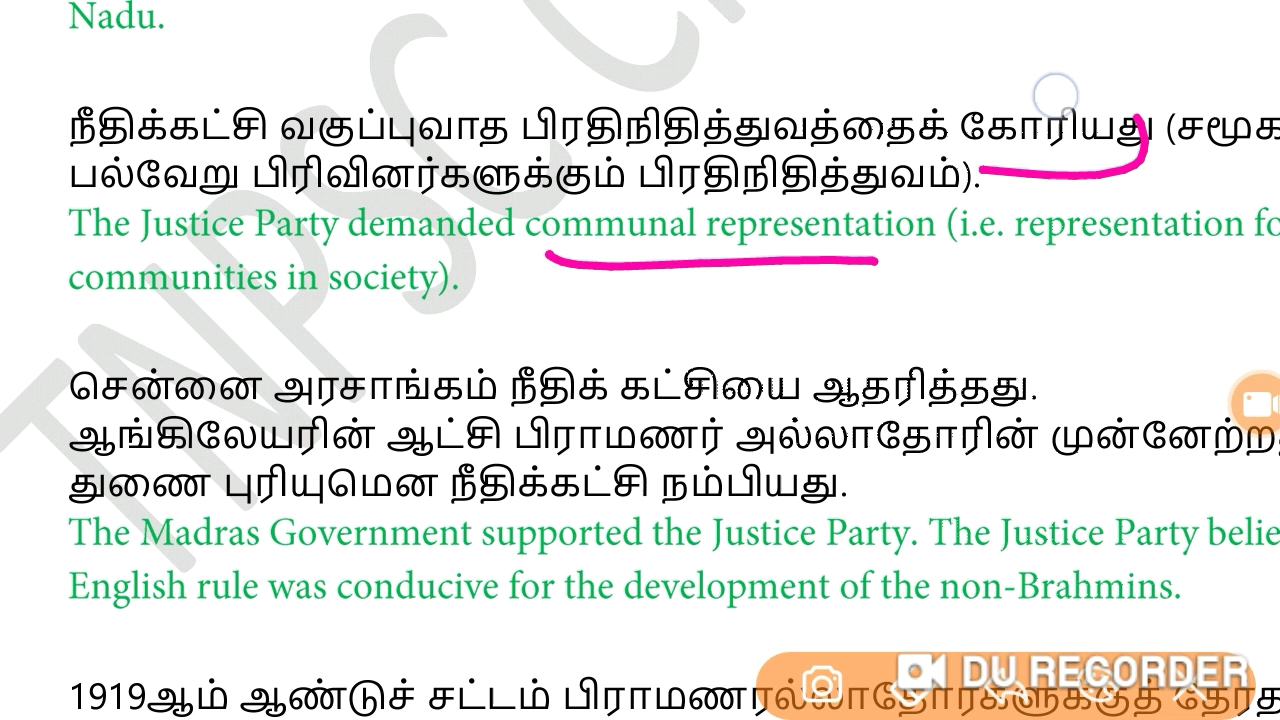 Nadu.
நீதிக்கட்சி வகுப்புவாத பிரதிநிதித்துவத்தைக் கோரியது (சமூக
பல்வேறு பிரிவினர்களுக்கும் பிரதிநிதித்துவம்).
The Justice Party demanded communal representation (i.e. representation fo
communities in society).
சென்னை அரசாங்கம் நீதிக் கட்சியை ஆதரித்தது.
ஆங்கிலேயரின் ஆட்சி பிராமணர் அல்லாதோரின் முன்னேற்ற
துணை புரியுமென நீதிக்கட்சி நம்பியது.
The Madras Government supported the Justice Party. The Justice Party belie
English rule was conducive for the development of the non-Brahmins.
1919ஆம் ஆண்டுச் சட்டம் பிராமணரல்லாதோர்களுக்குத் தேர்த
DU RECORDER
TNPSC